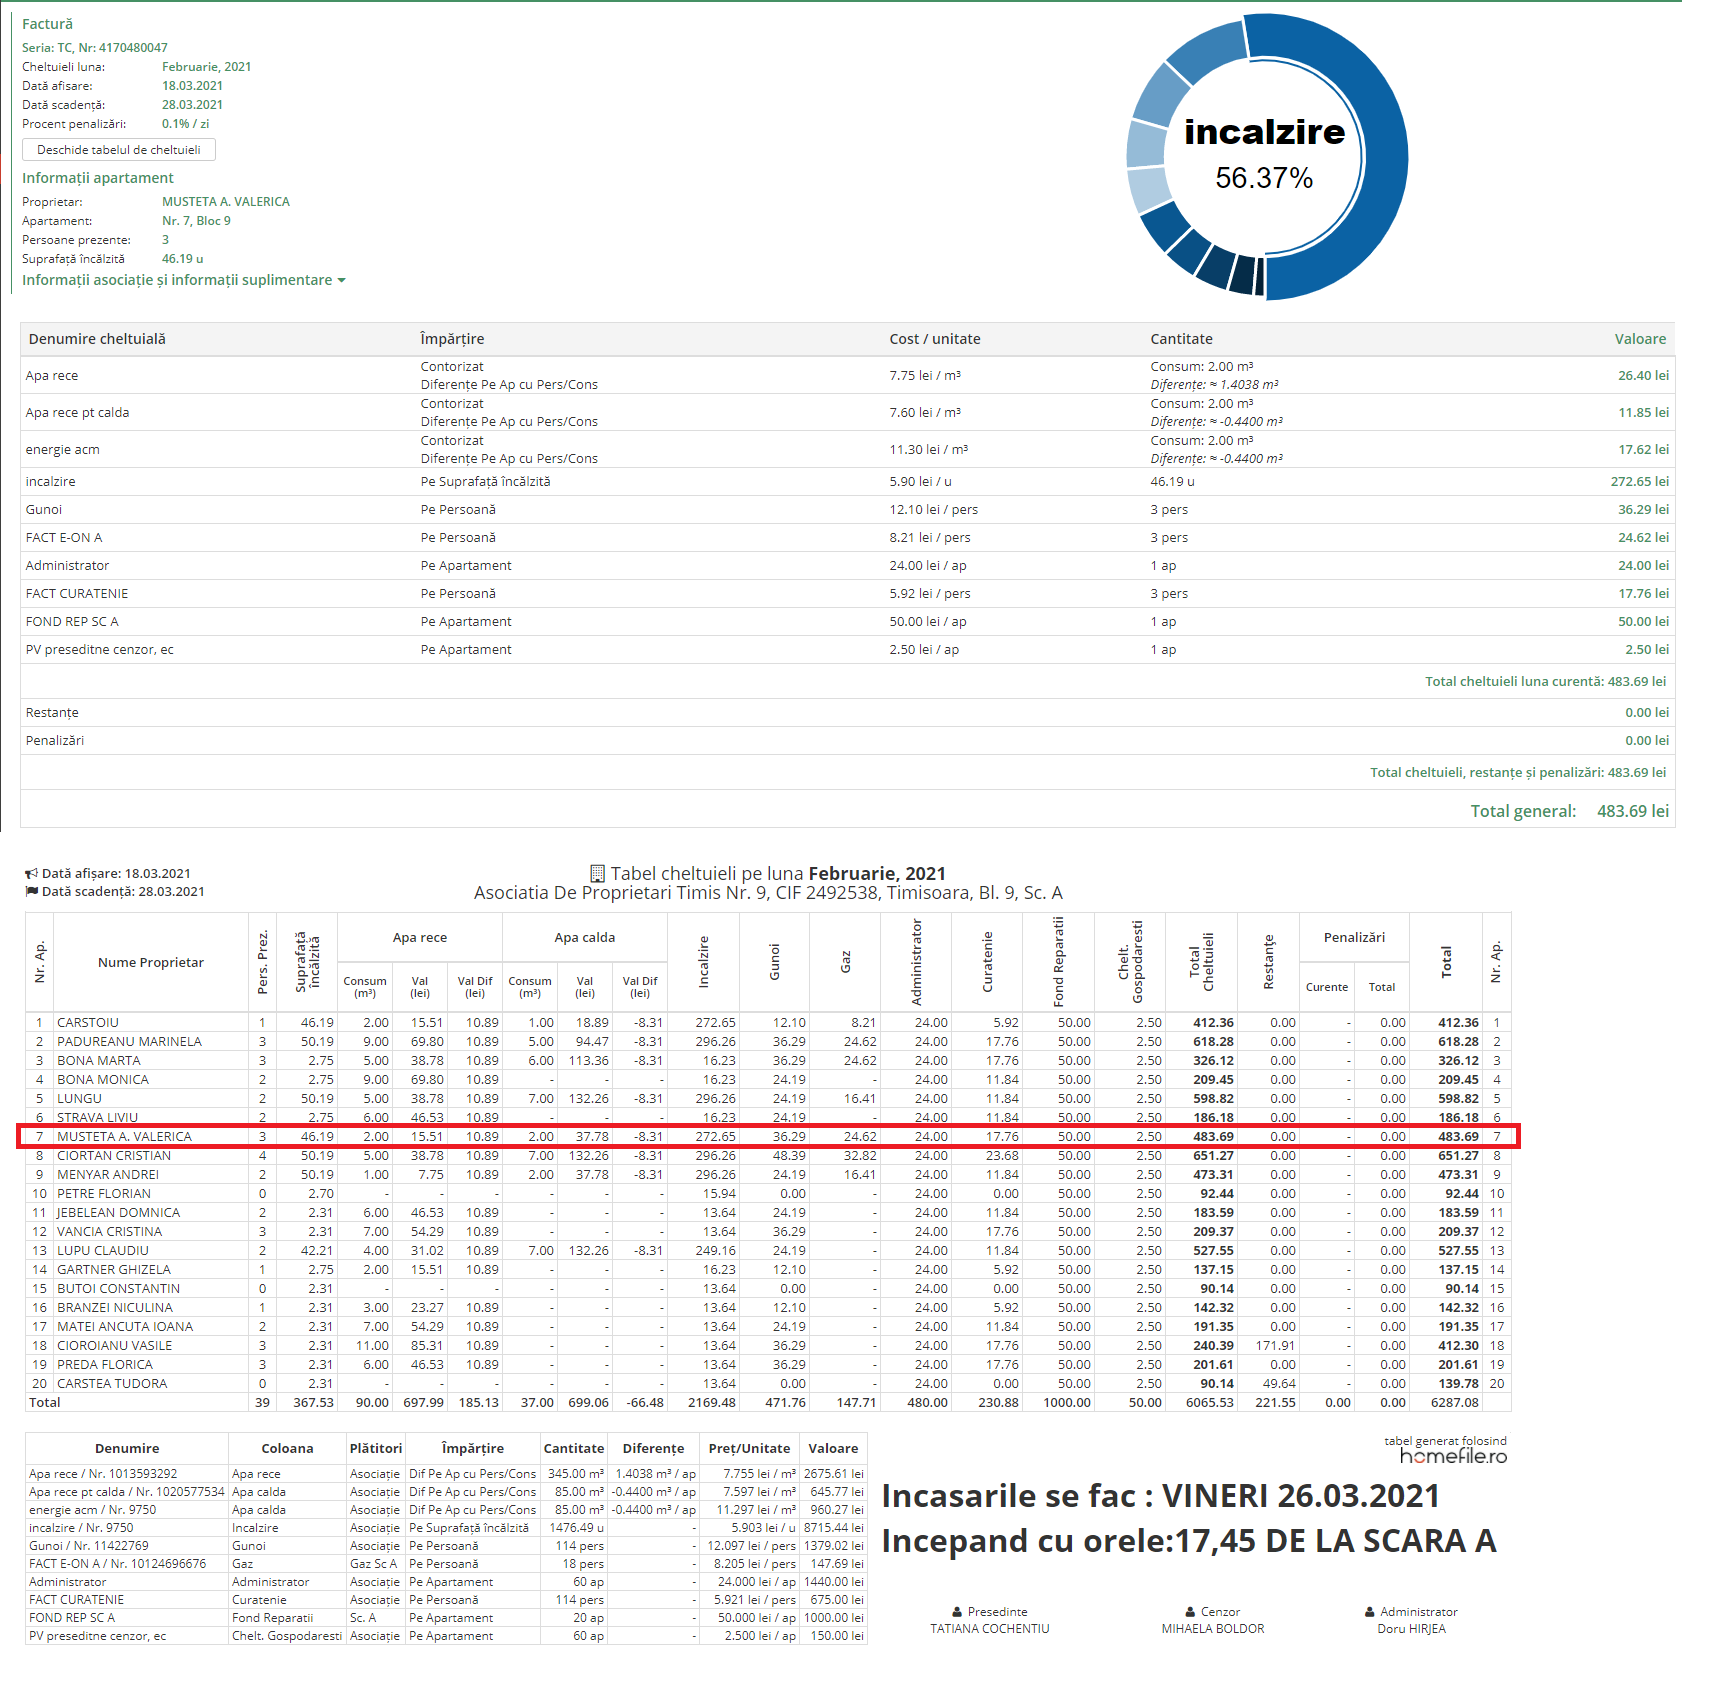 Factură
Seria: TC, Nr: 4170480047
Cheltuieli luna: Februarie, 2021
Dată afisare: 18.03.2021
Dată scadență: 28.03.2021
Procent penalizări: 0.1% / zi
Deschide tabelul de cheltuieli
Informații apartament
Proprietar: MUSTETA A. VALERICA
Apartament: Nr. 7, Bloc 9
Persoane prezente: 3
Suprafață încălzită 46.19 u
Informații asociație și informații suplimentare
incalzire
56.37%
Denumire cheltuială Împărțire Cost / unitate Cantitate Valoare
Apa rece Contorizat Diferențe Pe Ap cu Pers/Cons 7.75 lei / m³ Consum: 2.00 m³ Diferențe: ≈ 1.4038 m³ 26.40 lei
Apa rece pt calda Contorizat Diferențe Pe Ap cu Pers/Cons 7.60 lei / m³ Consum: 2.00 m³ Diferențe: ≈ -0.4400 m³ 11.85 lei
energie acm Contorizat Diferențe Pe Ap cu Pers/Cons 11.30 lei / m³ Consum: 2.00 m³ Diferențe: ≈ -0.4400 m³ 17.62 lei
incalzire Pe Suprafață încălzită 5.90 lei / u 46.19 u 272.65 lei
Gunoi Pe Persoană 12.10 lei / pers 3 pers 36.29 lei
FACT E-ON A Pe Persoană 8.21 lei / pers 3 pers 24.62 lei
Administrator Pe Apartament 24.00 lei / ap 1 ap 24.00 lei
FACT CURATENIE Pe Persoană 5.92 lei / pers 3 pers 17.76 lei
FOND REP SC A Pe Apartament 50.00 lei / ap 1 ap 50.00 lei
PV preseditne cenzor, ec Pe Apartament 2.50 lei / ap 1 ap 2.50 lei
Total cheltuieli luna curentă: 483.69 lei
Restanțe 0.00 lei
Penalizări 0.00 lei
Total cheltuieli, restanțe și penalizări: 483.69 lei
Total general: 483.69 lei
Dată afișare: 18.03.2021
Dată scadență: 28.03.2021
Tabel cheltuieli pe luna Februarie, 2021
Asociatia De Proprietari Timis Nr. 9, CIF 2492538, Timisoara, Bl. 9, Sc. A
Nr. Ap. Nume Proprietar Pers. Prez. Suprafață încălzită Apa rece Apa calda Incalzire Gunoi Gaz Administrator Curatenie Fond Reparatii Chelt. Gospodaresti Total Cheltuieli Restanțe Penalizări Total Nr. Ap.
Consum (m³) Val (lei) Val Dif (lei) Consum (m³) Val (lei) Val Dif (lei) Curente Total
1 CARSTOIU 1 46.19 2.00 15.51 10.89 1.00 18.89 -8.31 272.65 12.10 8.21 24.00 5.92 50.00 2.50 412.36 0.00 - 0.00 412.36 1
2 PADUREANU MARINELA 3 50.19 9.00 69.80 10.89 5.00 94.47 -8.31 296.26 36.29 24.62 24.00 17.76 50.00 2.50 618.28 0.00 - 0.00 618.28 2
3 BONA MARTA 3 2.75 5.00 38.78 10.89 6.00 113.36 -8.31 16.23 36.29 24.62 24.00 17.76 50.00 2.50 326.12 0.00 - 0.00 326.12 3
4 BONA MONICA 2 2.75 9.00 69.80 10.89 - - - 16.23 24.19 - 24.00 11.84 50.00 2.50 209.45 0.00 - 0.00 209.45 4
5 LUNGU 2 50.19 5.00 38.78 10.89 7.00 132.26 -8.31 296.26 24.19 16.41 24.00 11.84 50.00 2.50 598.82 0.00 - 0.00 598.82 5
6 STRAVA LIVIU 2 2.75 6.00 46.53 10.89 - - - 16.23 24.19 - 24.00 11.84 50.00 2.50 186.18 0.00 - 0.00 186.18 6
7 MUSTETA A. VALERICA 3 46.19 2.00 15.51 10.89 2.00 37.78 -8.31 272.65 36.29 24.62 24.00 17.76 50.00 2.50 483.69 0.00 - 0.00 483.69 7
8 CIORTAN CRISTIAN 4 50.19 5.00 38.78 10.89 7.00 132.26 -8.31 296.26 48.39 32.82 24.00 23.68 50.00 2.50 651.27 0.00 - 0.00 651.27 8
9 MENYAR ANDREI 2 50.19 1.00 7.75 10.89 2.00 37.78 -8.31 296.26 24.19 16.41 24.00 11.84 50.00 2.50 473.31 0.00 - 0.00 473.31 9
10 PETRE FLORIAN 0 2.70 - - - - - - 15.94 0.00 - 24.00 0.00 50.00 2.50 92.44 0.00 - 0.00 92.44 10
11 JEBELEAN DOMNICA 2 2.31 6.00 46.53 10.89 - - - 13.64 24.19 - 24.00 11.84 50.00 2.50 183.59 0.00 - 0.00 183.59 11
12 VANCIA CRISTINA 3 2.31 7.00 54.29 10.89 - - - 13.64 36.29 - 24.00 17.76 50.00 2.50 209.37 0.00 - 0.00 209.37 12
13 LUPU CLAUDIU 2 42.21 4.00 31.02 10.89 7.00 132.26 -8.31 249.16 24.19 - 24.00 11.84 50.00 2.50 527.55 0.00 - 0.00 527.55 13
14 GARTNER GHIZELA 1 2.75 2.00 15.51 10.89 - - - 16.23 12.10 - 24.00 5.92 50.00 2.50 137.15 0.00 - 0.00 137.15 14
15 BUTOI CONSTANTIN 0 2.31 - - - - - - 13.64 0.00 - 24.00 0.00 50.00 2.50 90.14 0.00 - 0.00 90.14 15
16 BRANZEI NICULINA 1 2.31 3.00 23.27 10.89 - - - 13.64 12.10 - 24.00 5.92 50.00 2.50 142.32 0.00 - 0.00 142.32 16
17 MATEI ANCUTA IOANA 2 2.31 7.00 54.29 10.89 - - - 13.64 24.19 - 24.00 11.84 50.00 2.50 191.35 0.00 - 0.00 191.35 17
18 CIOROIANU VASILE 3 2.31 11.00 85.31 10.89 - - - 13.64 36.29 - 24.00 17.76 50.00 2.50 240.39 171.91 - 0.00 412.30 18
19 PREDA FLORICA 3 2.31 6.00 46.53 10.89 - - - 13.64 36.29 - 24.00 17.76 50.00 2.50 201.61 0.00 - 0.00 201.61 19
20 CARSTEA TUDORA 0 2.31 - - - - - - 13.64 0.00 - 24.00 0.00 50.00 2.50 90.14 49.64 - 0.00 139.78 20
Total 39 367.53 90.00 697.99 185.13 37.00 699.06 -66.48 2169.48 471.76 147.71 480.00 230.88 1000.00 50.00 6065.53 221.55 0.00 0.00 6287.08
Denumire Coloana Plătitori Împărțire Cantitate Diferențe Preț/Unitate Valoare
Apa rece / Nr. 1013593292 Apa rece Asociație Dif Pe Ap cu Pers/Cons 345.00 m³ 1.4038 m³ / ap 7.755 lei / m³ 2675.61 lei
Apa rece pt calda / Nr. 1020577534 Apa calda Asociație Dif Pe Ap cu Pers/Cons 85.00 m³ -0.4400 m³ / ap 7.597 lei / m³ 645.77 lei
energie acm / Nr. 9750 Apa calda Asociație Dif Pe Ap cu Pers/Cons 85.00 m³ -0.4400 m³ / ap 11.297 lei / m³ 960.27 lei
incalzire / Nr. 9750 Incalzire Asociație Pe Suprafață încălzită 1476.49 u - 5.903 lei / u 8715.44 lei
Gunoi / Nr. 11422769 Gunoi Asociație Pe Persoană 114 pers - 12.097 lei / pers 1379.02 lei
FACT E-ON A / Nr. 10124696676 Gaz Gaz Sc A Pe Persoană 18 pers - 8.205 lei / pers 147.69 lei
Administrator Administrator Asociație Pe Apartament 60 ap - 24.000 lei / ap 1440.00 lei
FACT CURATENIE Curatenie Asociație Pe Persoană 114 pers - 5.921 lei / pers 675.00 lei
FOND REP SC A Fond Reparatii Sc. A Pe Apartament 20 ap - 50.000 lei / ap 1000.00 lei
PV preseditne cenzor, ec Chelt. Gospodaresti Asociație Pe Apartament 60 ap - 2.500 lei / ap 150.00 lei
tabel generat folosind
homefile.ro
Incasarile se fac : VINERI 26.03.2021
Incepand cu orele:17,45 DE LA SCARA A
Presedinte Cenzor Administrator
TATIANA COCHENTIU MIHAELA BOLDOR Doru HIRJEA